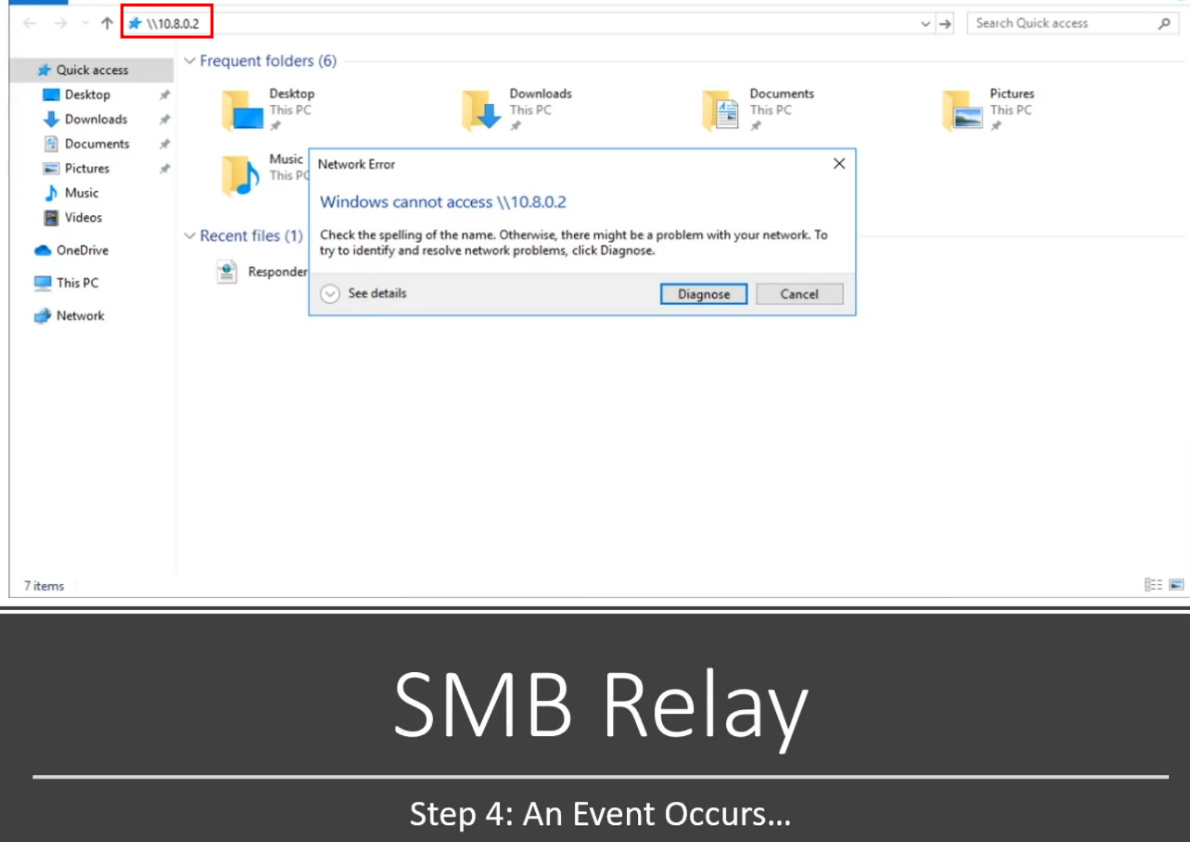 \\10.8.0.2
Search Quick access
Quick access
Desktop
Downloads
Documents
Pictures
Music
Videos
OneDrive
This PC
Network
Frequent folders (6)
Desktop
This PC
Downloads
This PC
Documents
This PC
Pictures
This PC
Music
This PC
Recent files (1)
Responder
Network Error
Windows cannot access \\10.8.0.2
Check the spelling of the name. Otherwise, there might be a problem with your network. To
try to identify and resolve network problems, click Diagnose.
See details
Diagnose
Cancel
7 items
SMB Relay
Step 4: An Event Occurs...